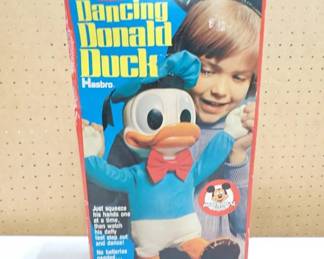 Dancing
Donald
Duck
Hasbro
Just squeeze
his hands one
at a time,
then watch
his daffy
feet step out
and dance!
No batteries
needed.